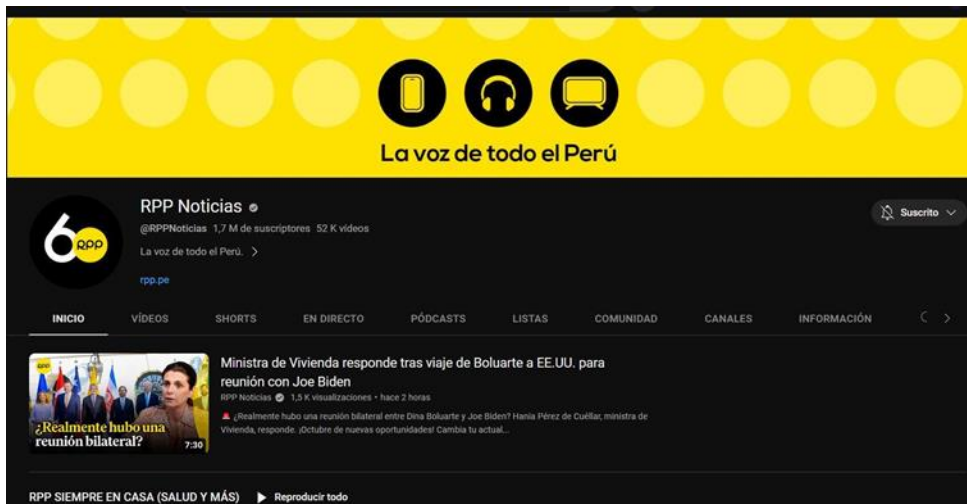 La voz de todo el Perú
60 RPP
RPP Noticias
@RPPNoticias 1,7 M de suscriptores 52 K vídeos
La voz de todo el Perú.
rpp.pe
Suscrito
INICIO VÍDEOS SHORTS EN DIRECTO PÓDCASTS LISTAS COMUNIDAD CANALES INFORMACIÓN
RPP
¿Realmente hubo una
reunión bilateral?
7:30
Ministra de Vivienda responde tras viaje de Boluarte a EE.UU. para
reunión con Joe Biden
RPP Noticias 1,5 K visualizaciones • hace 2 horas
¿Realmente hubo una reunión bilateral entre Dina Boluarte y Joe Biden? Hania Pérez de Cuéllar, ministra de
Vivienda, responde. ¡Octubre de nuevas oportunidades! Cambia tu actual...
RPP SIEMPRE EN CASA (SALUD Y MÁS) Reproducir todo